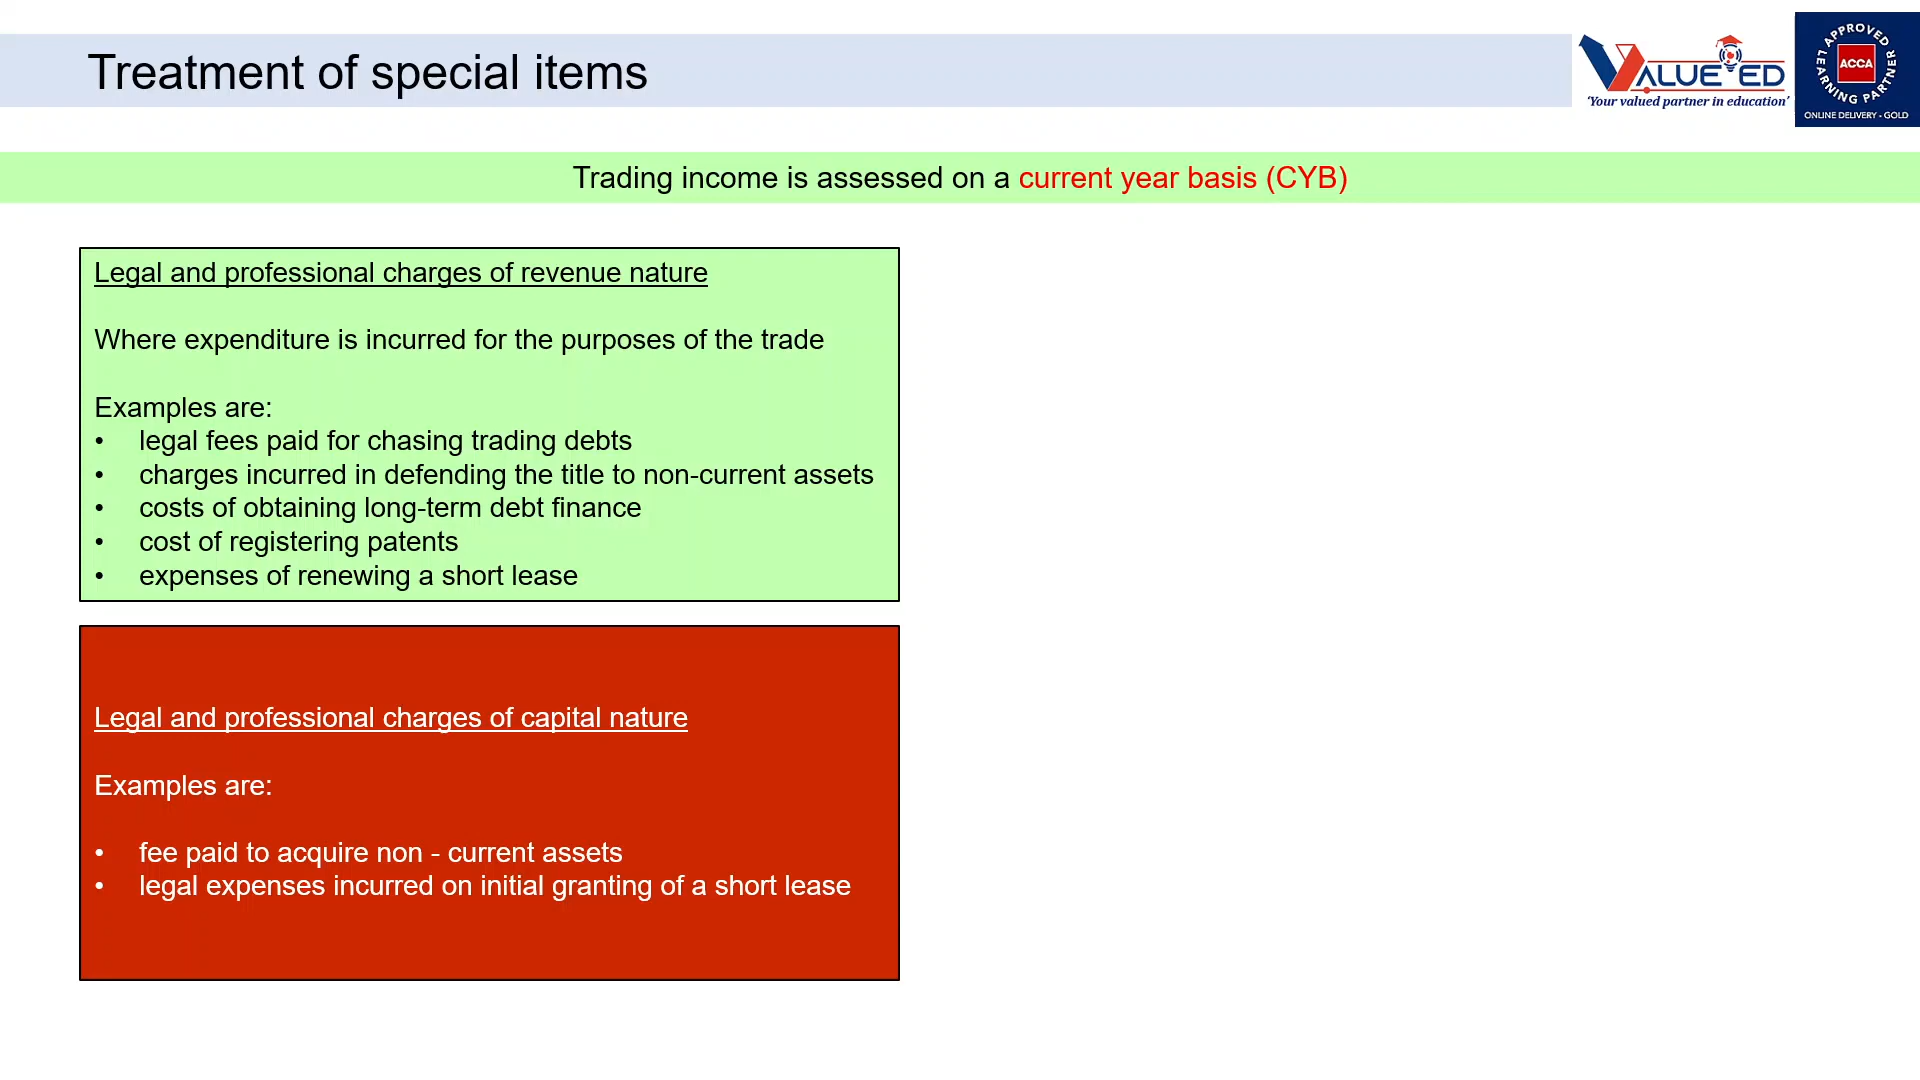 Treatment of special items
VALUE ED
'Your valued partner in education'
APPROVED
LEARNING PARTNER
ACCA
ONLINE DELIVERY - GOLD
Trading income is assessed on a current year basis (CYB)
Legal and professional charges of revenue nature
Where expenditure is incurred for the purposes of the trade
Examples are:
• legal fees paid for chasing trading debts
• charges incurred in defending the title to non-current assets
• costs of obtaining long-term debt finance
• cost of registering patents
• expenses of renewing a short lease
Legal and professional charges of capital nature
Examples are:
• fee paid to acquire non - current assets
• legal expenses incurred on initial granting of a short lease